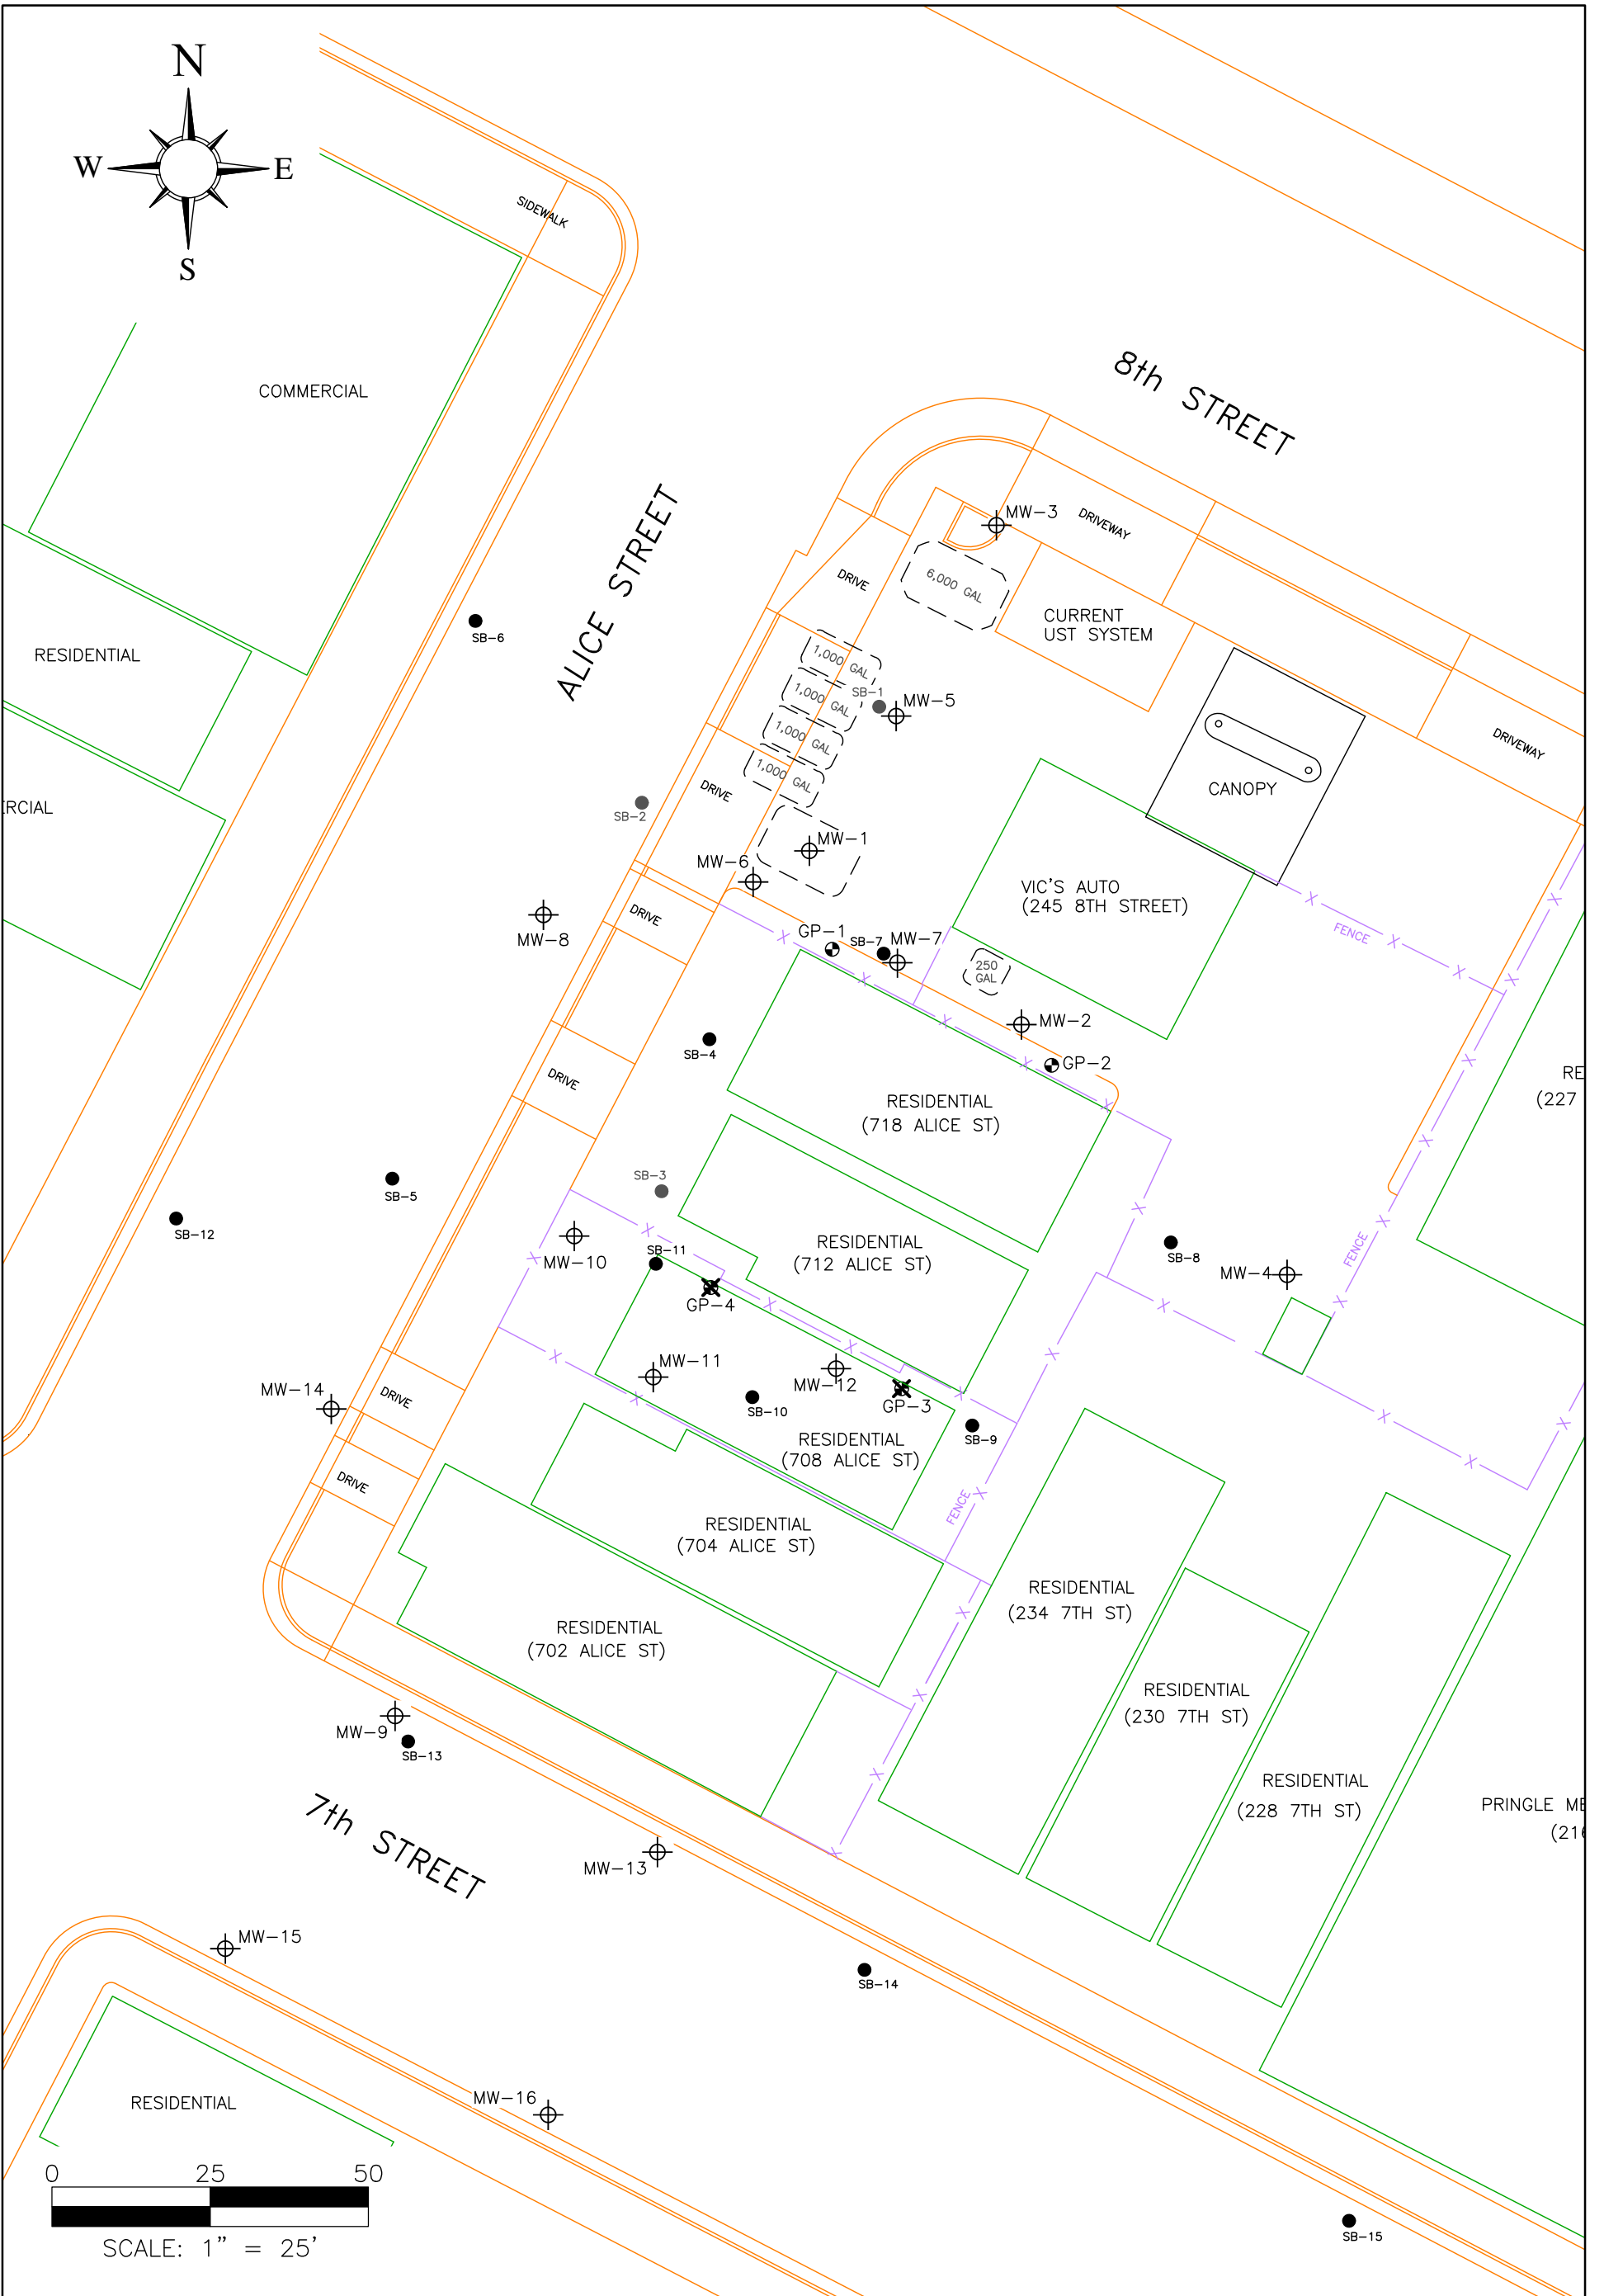 N
W
E
S
SIDEWALK
COMMERCIAL
8th STREET
ALICE STREET
MW-3
DRIVEWAY
DRIVE
6,000 GAL
CURRENT
UST SYSTEM
SB-6
RESIDENTIAL
1,000 GAL
1,000 GAL
SB-1
MW-5
1,000 GAL
1,000 GAL
DRIVEWAY
CANOPY
DRIVE
ERCIAL
SB-2
MW-1
MW-6
VIC'S AUTO
(245 8TH STREET)
DRIVE
MW-8
GP-1
SB-7
MW-7
FENCE
250
GAL
MW-2
SB-4
GP-2
DRIVE
RESIDENTIAL
(718 ALICE ST)
RE
(227
SB-3
SB-5
SB-12
MW-10
SB-11
RESIDENTIAL
(712 ALICE ST)
SB-8
FENCE
MW-4
GP-4
MW-11
MW-12
MW-14
DRIVE
SB-10
GP-3
SB-9
RESIDENTIAL
(708 ALICE ST)
DRIVE
FENCE
RESIDENTIAL
(704 ALICE ST)
RESIDENTIAL
(234 7TH ST)
RESIDENTIAL
(702 ALICE ST)
RESIDENTIAL
(230 7TH ST)
MW-9
SB-13
RESIDENTIAL
(228 7TH ST)
PRINGLE ME
(216
7th STREET
MW-13
MW-15
SB-14
RESIDENTIAL
MW-16
0 25 50
SCALE: 1" = 25'
SB-15